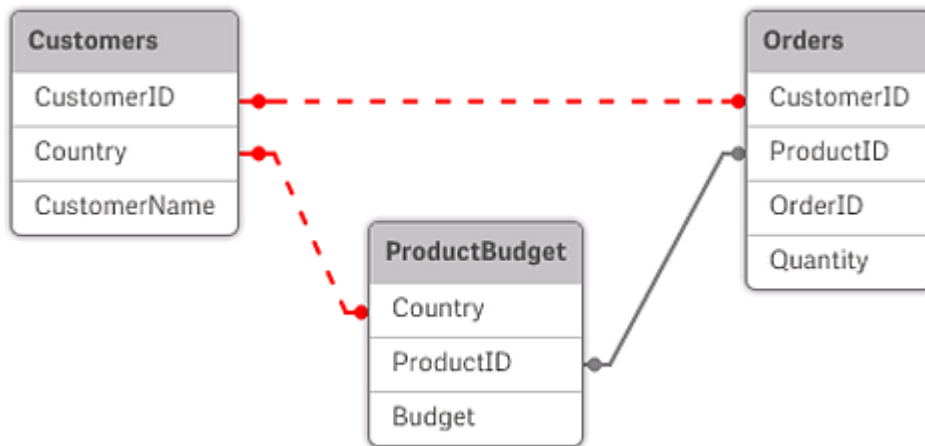 Customers
CustomerID
Country
CustomerName
ProductBudget
Country
ProductID
Budget
Orders
CustomerID
ProductID
OrderID
Quantity